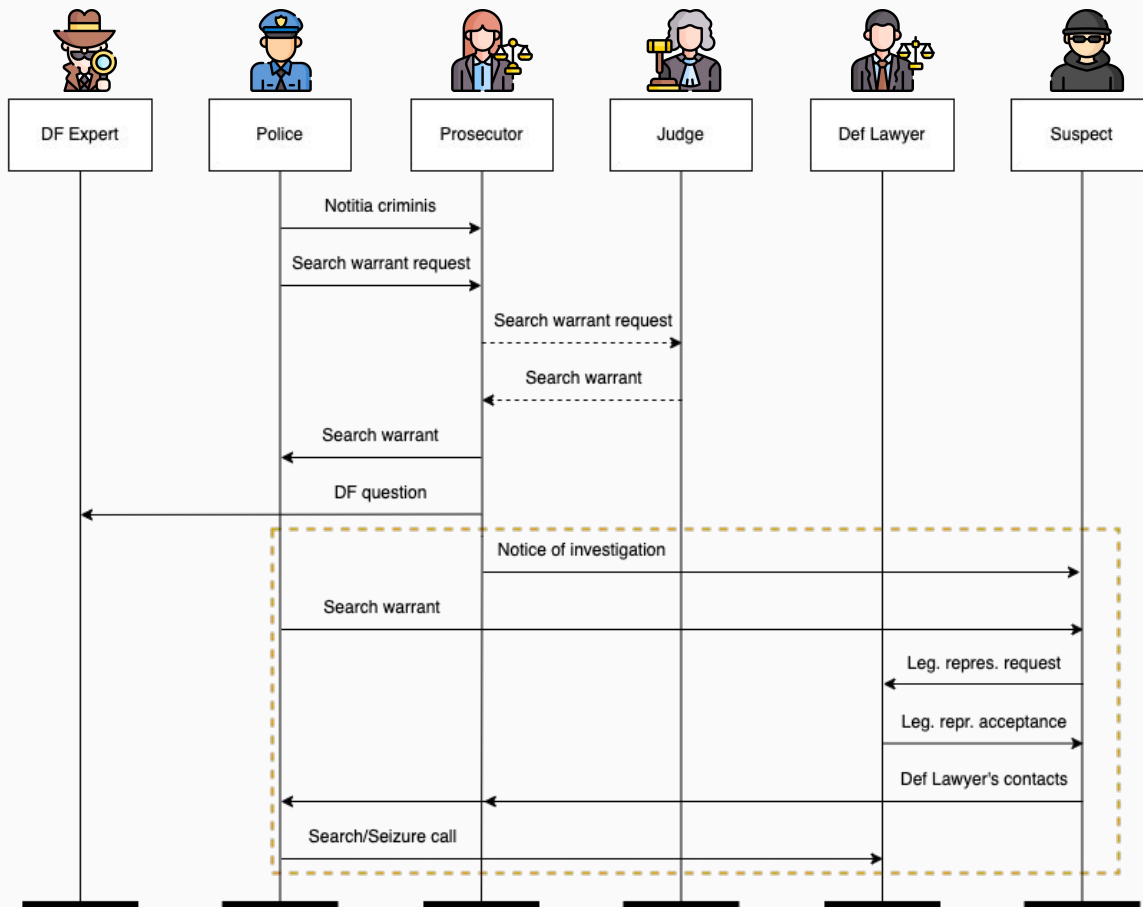 DF Expert
Police
Prosecutor
Judge
Def Lawyer
Suspect
Notitia criminis
Search warrant request
Search warrant request
Search warrant
Search warrant
DF question
Notice of investigation
Search warrant
Leg. repres. request
Leg. repr. acceptance
Def Lawyer's contacts
Search/Seizure call